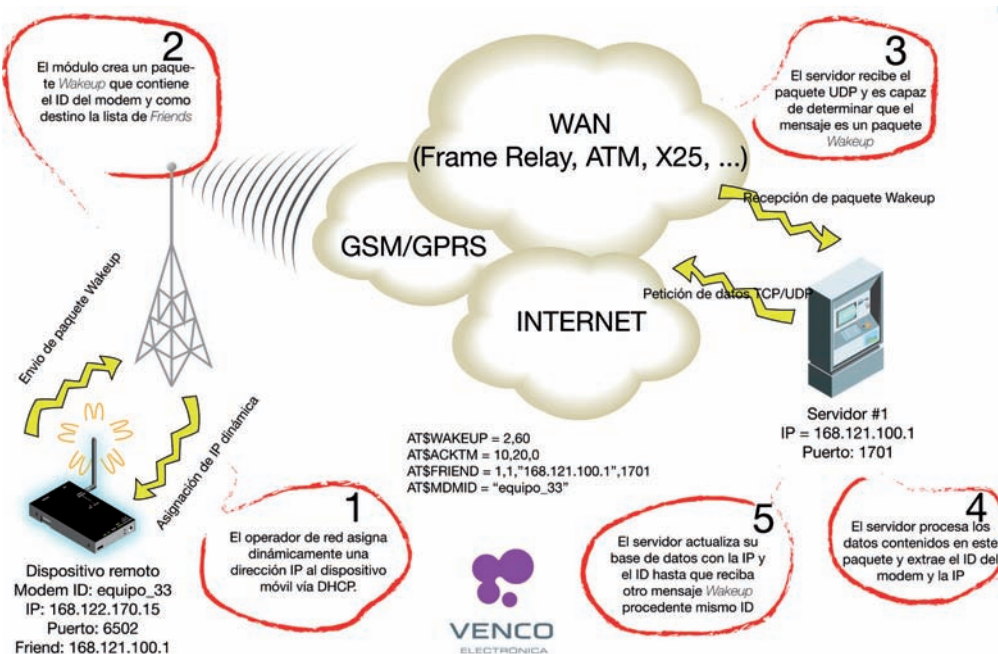 2
El módulo crea un paque-
te Wakeup que contiene
el ID del modem y como
destino la lista de Friends
3
El servidor recibe el
paquete UDP y es capaz
de determinar que el
mensaje es un paquete
Wakeup
WAN
(Frame Relay, ATM, X25, ...)
GSM/GPRS
INTERNET
Recepción de paquete Wakeup
Petición de datos TCP/UDP
Envío de paquete Wakeup
Asignación de IP dinámica
Servidor #1
IP = 168.121.100.1
Puerto: 1701
AT$WAKEUP = 2,60
AT$ACKTM = 10,20,0
AT$FRIEND = 1,1,"168.121.100.1",1701
AT$MDMID = “equipo_33”
Dispositivo remoto
Modem ID: equipo_33
IP: 168.122.170.15
Puerto: 6502
Friend: 168.121.100.1
1
El operador de red asigna
dinámicamente una
dirección IP al dispositivo
móvil vía DHCP.
5
El servidor actualiza su
base de datos con la IP y
el ID hasta que reciba
otro mensaje Wakeup
procedente mismo ID
4
El servidor procesa los
datos contenidos en este
paquete y extrae el ID del
modem y la IP
VENCO
ELECTRÓNICA